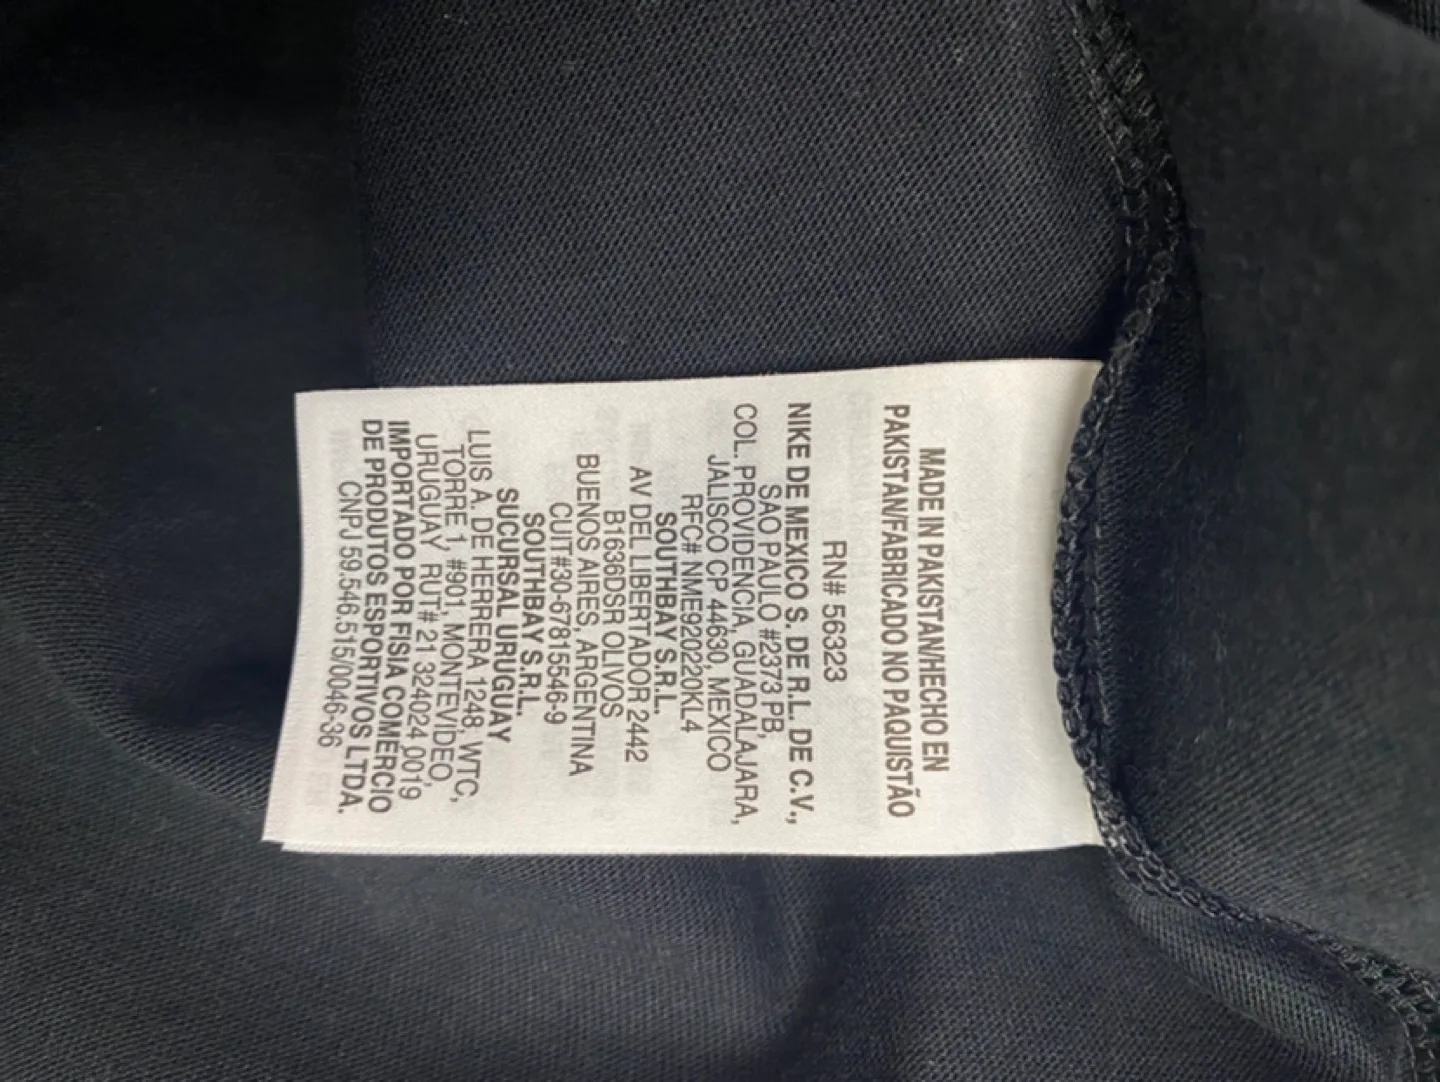 MADE IN PAKISTAN/HECHO EN
PAKISTAN/FABRICADO NO PAQUISTÃO
RN# 56323
NIKE DE MEXICO S. DE R.L. DE C.V.,
SAO PAULO #2373 PB,
COL. PROVIDENCIA, GUADALAJARA,
JALISCO CP 44630, MEXICO
RFC# NME920220KL4
SOUTHBAY S.R.L.
AV DEL LIBERTADOR 2442
B1636DSR OLIVOS
BUENOS AIRES, ARGENTINA
CUIT#30-67815546-9
SOUTHBAY S.R.L.
SUCURSAL URUGUAY
LUIS A. DE HERRERA 1248, WTC,
TORRE 1, #901, MONTEVIDEO,
URUGUAY, RUT# 21 324024 0019
IMPORTADO POR FISIA COMERCIO
DE PRODUTOS ESPORTIVOS LTDA.
CNPJ 59.546.515/0046-36